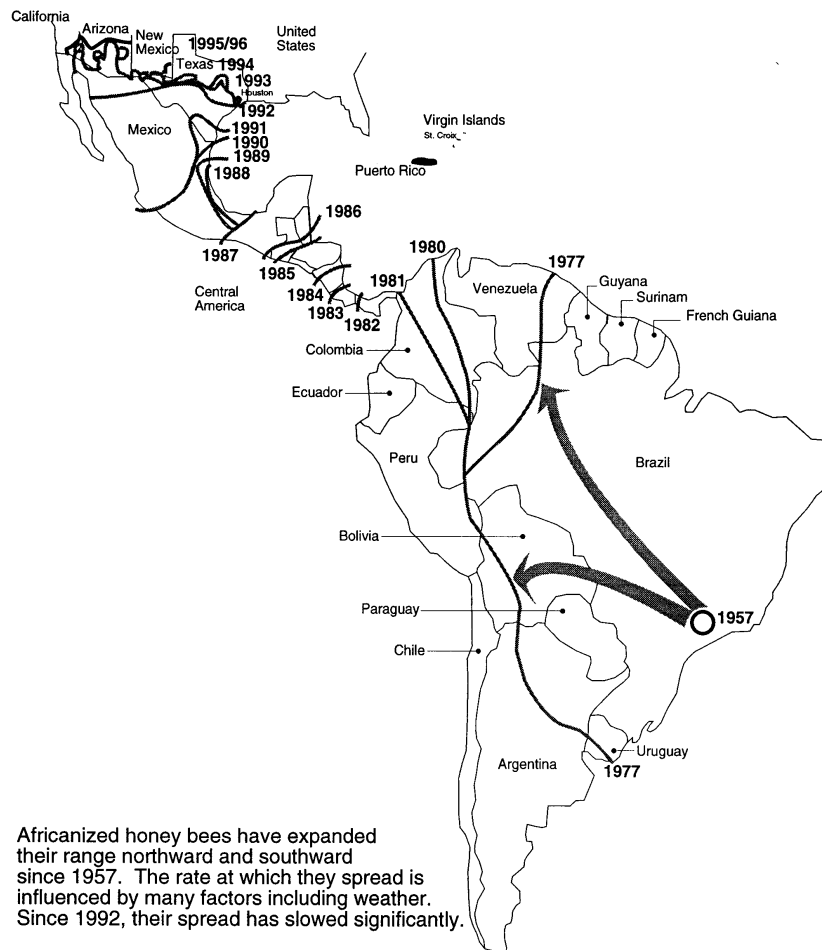 California
Arizona
New
Mexico
1995/96
United
States
Texas
1994
1993
Houston
1992
Mexico
1991
1990
1989
1988
Virgin Islands
St. Croix
Puerto Rico
1986
1987
1985
1984
1983
1982
Central
America
1980
1981
1977
Venezuela
Guyana
Surinam
French Guiana
Colombia
Ecuador
Peru
Brazil
Bolivia
Paraguay
1957
Chile
Uruguay
Argentina
1977
Africanized honey bees have expanded
their range northward and southward
since 1957. The rate at which they spread is
influenced by many factors including weather.
Since 1992, their spread has slowed significantly.